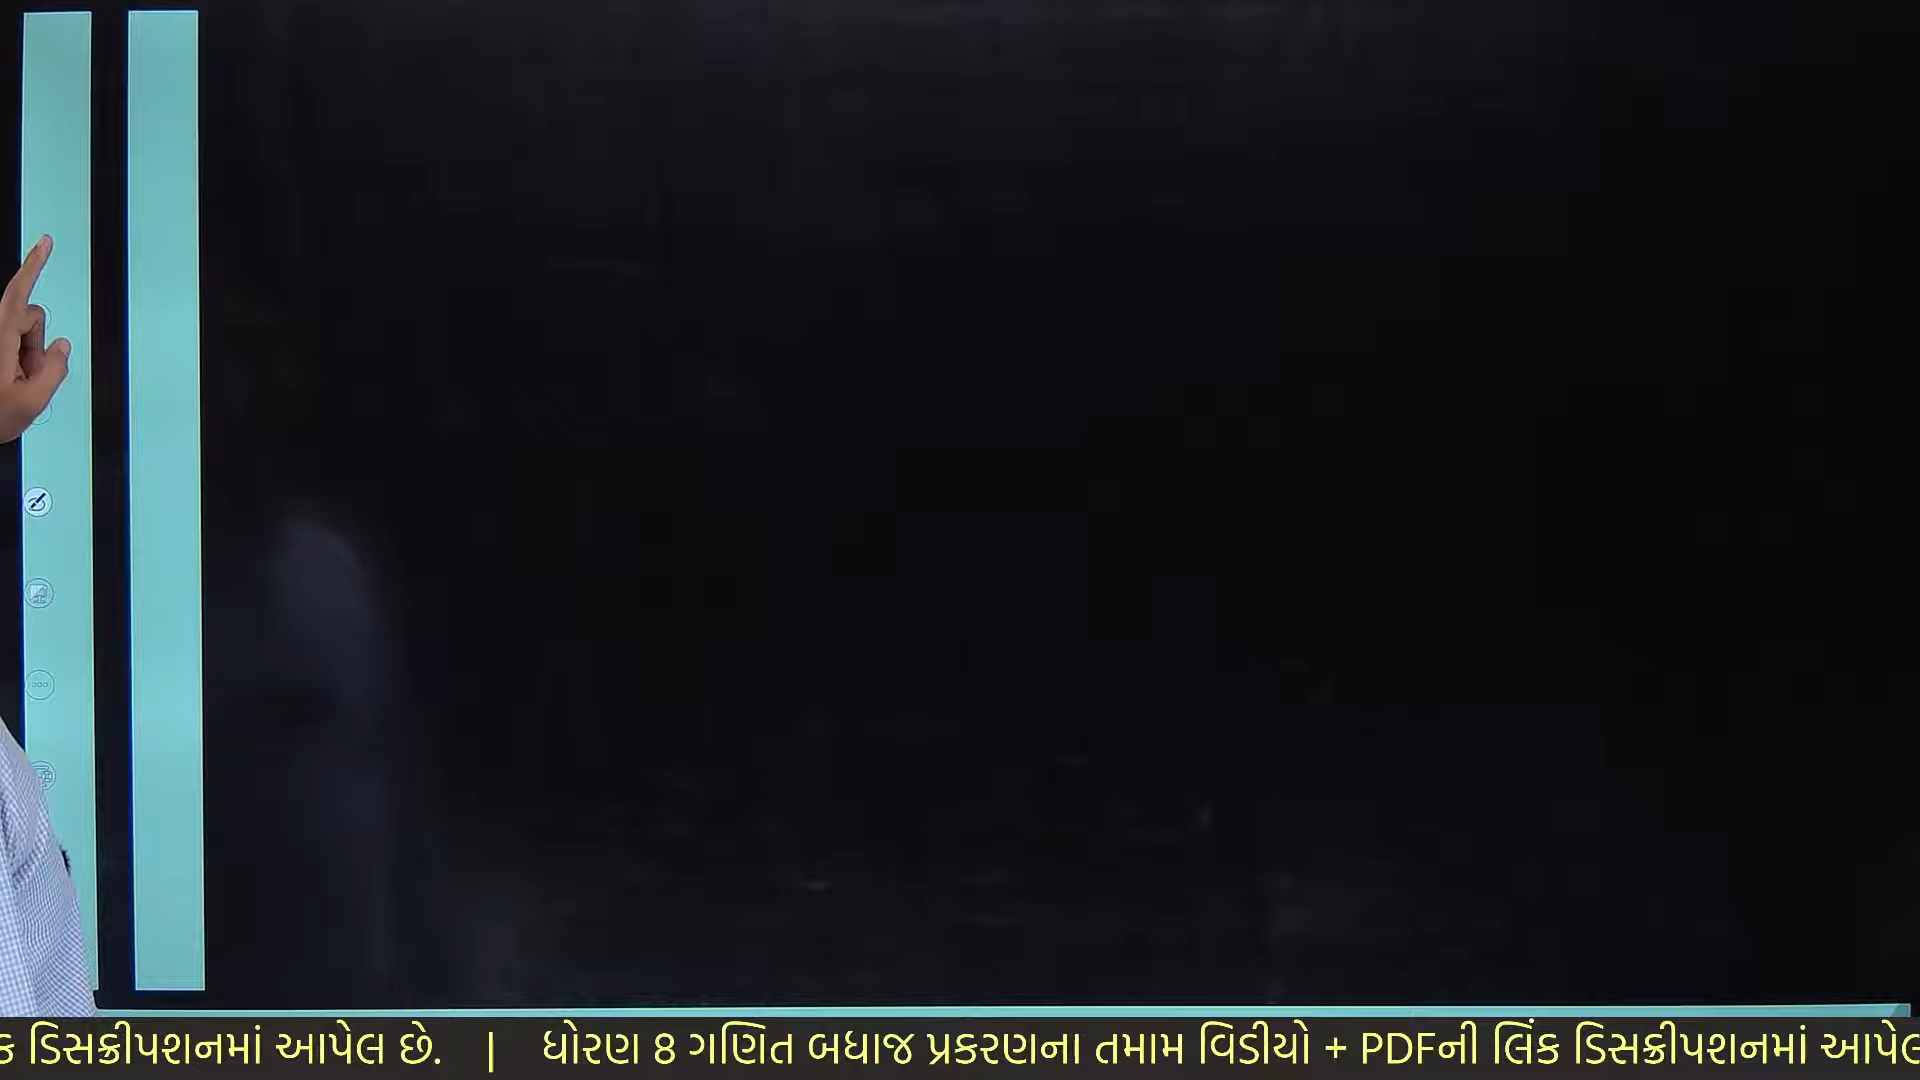 ડિસક્રીપશનમાં આપેલ છે. | ધોરણ 8 ગણિત બધાજ પ્રકરણના તમામ વિડીયો + PDFની લિંક ડિસક્રીપશનમાં આપેલ